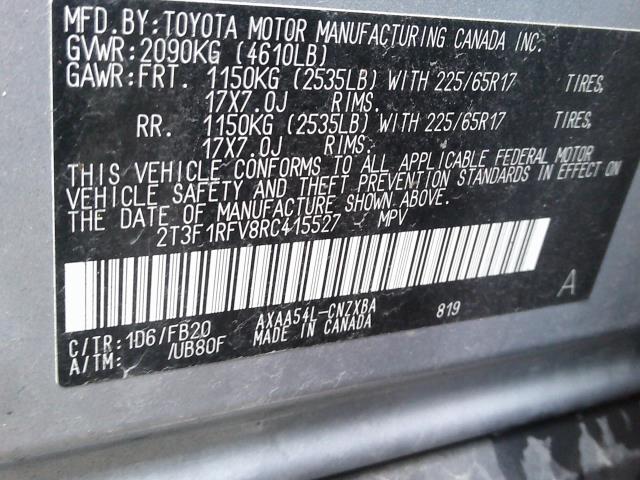 MFD.BY:TOYOTA MOTOR MANUFACTURING CANADA INC.
GVWR:2090KG (4610LB)
GAWR:FRT. 1150KG (2535LB) WITH 225/65R17 TIRES,
17X7.0J RIMS.
RR. 1150KG (2535LB) WITH 225/65R17 TIRES,
17X7.0J RIMS.
THIS VEHICLE CONFORMS TO ALL APPLICABLE FEDERAL MOTOR
VEHICLE SAFETY AND THEFT PREVENTION STANDARDS IN EFFECT ON
THE DATE OF MANUFACTURE SHOWN ABOVE.
2T3F1RFV8RC415527 MPV
A
C/TR:1D6/FB20 AXAA54L-CNZXBA 819
A/TM: /UB80F MADE IN CANADA